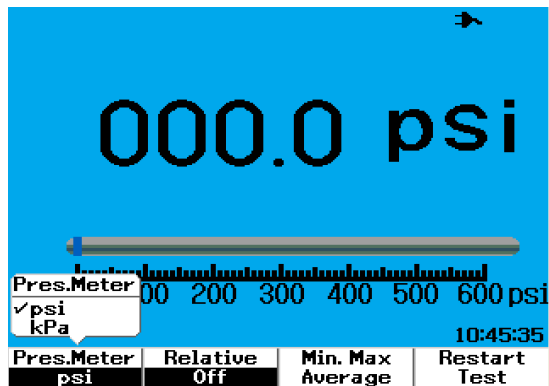 000.0 psi
00 200 300 400 500 600 psi
Pres.Meter
✓psi
kPa
10:45:35
Pres.Meter Relative Min. Max Restart
psi Off Average Test